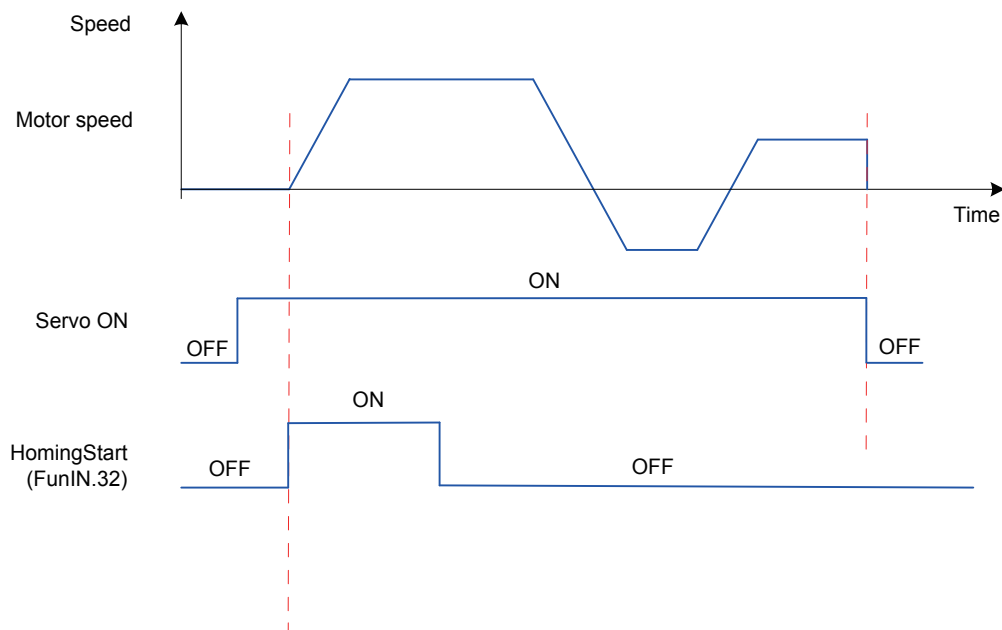 Speed
Motor speed
Time
ON
Servo ON
OFF
OFF
ON
HomingStart
(FunIN.32)
OFF
OFF